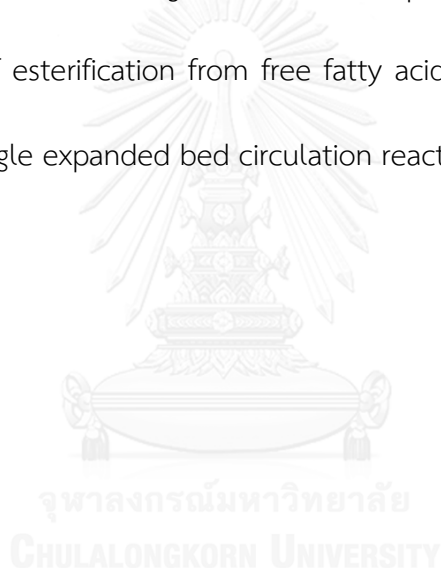 esterification from free fatty acid
gle expanded bed circulation react
จุฬาลงกรณ์มหาวิทยาลัย
CHULALONGKORN UNIVERSITY